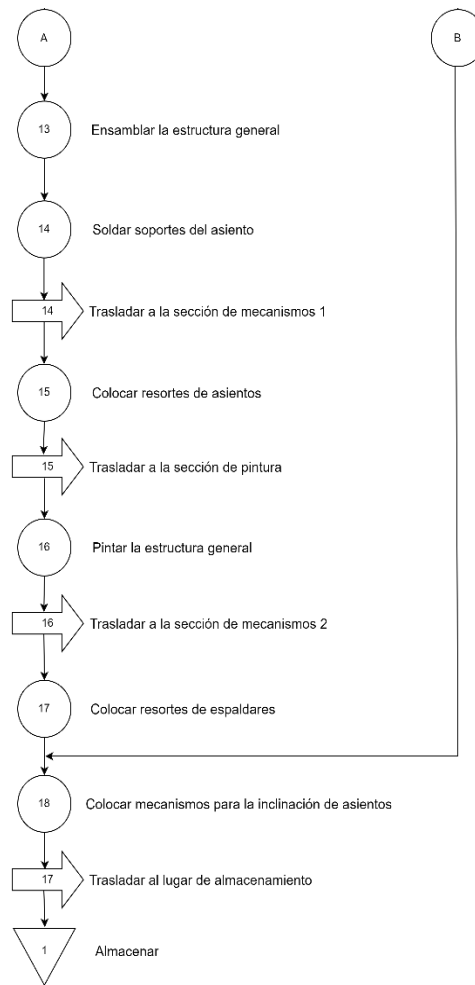 A
B
13
Ensamblar la estructura general
14
Soldar soportes del asiento
14
Trasladar a la sección de mecanismos 1
15
Colocar resortes de asientos
15
Trasladar a la sección de pintura
16
Pintar la estructura general
16
Trasladar a la sección de mecanismos 2
17
Colocar resortes de espaldares
18
Colocar mecanismos para la inclinación de asientos
17
Trasladar al lugar de almacenamiento
1
Almacenar